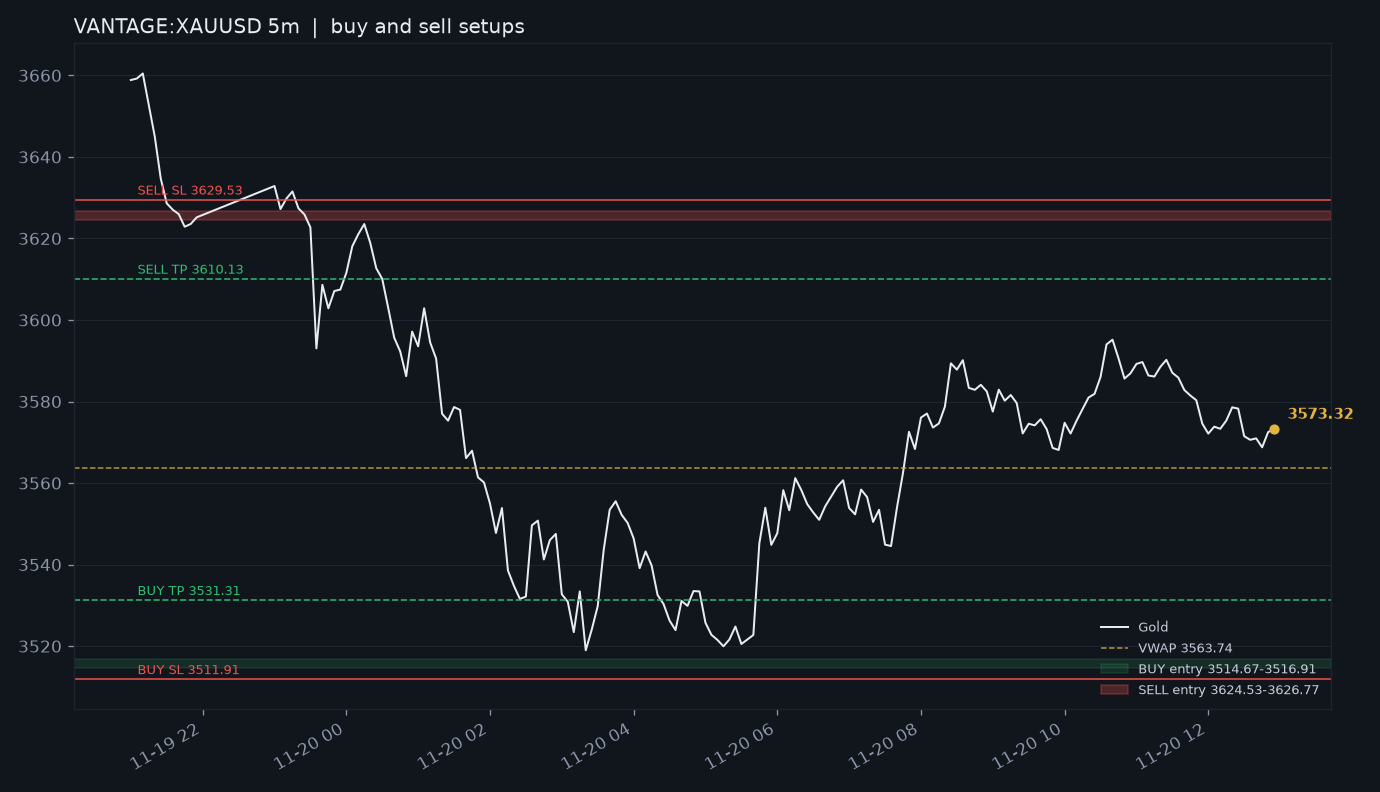 VANTAGE:XAUUSD 5m | buy and sell setups
3660
3640
3620
3600
3580
3560
3540
3520
SELL SL 3629.53
SELL TP 3610.13
3573.32
BUY TP 3531.31
BUY SL 3511.91
Gold
VWAP 3563.74
BUY entry 3514.67-3516.91
SELL entry 3624.53-3626.77
11-19 22
11-20 00
11-20 02
11-20 04
11-20 06
11-20 08
11-20 10
11-20 12